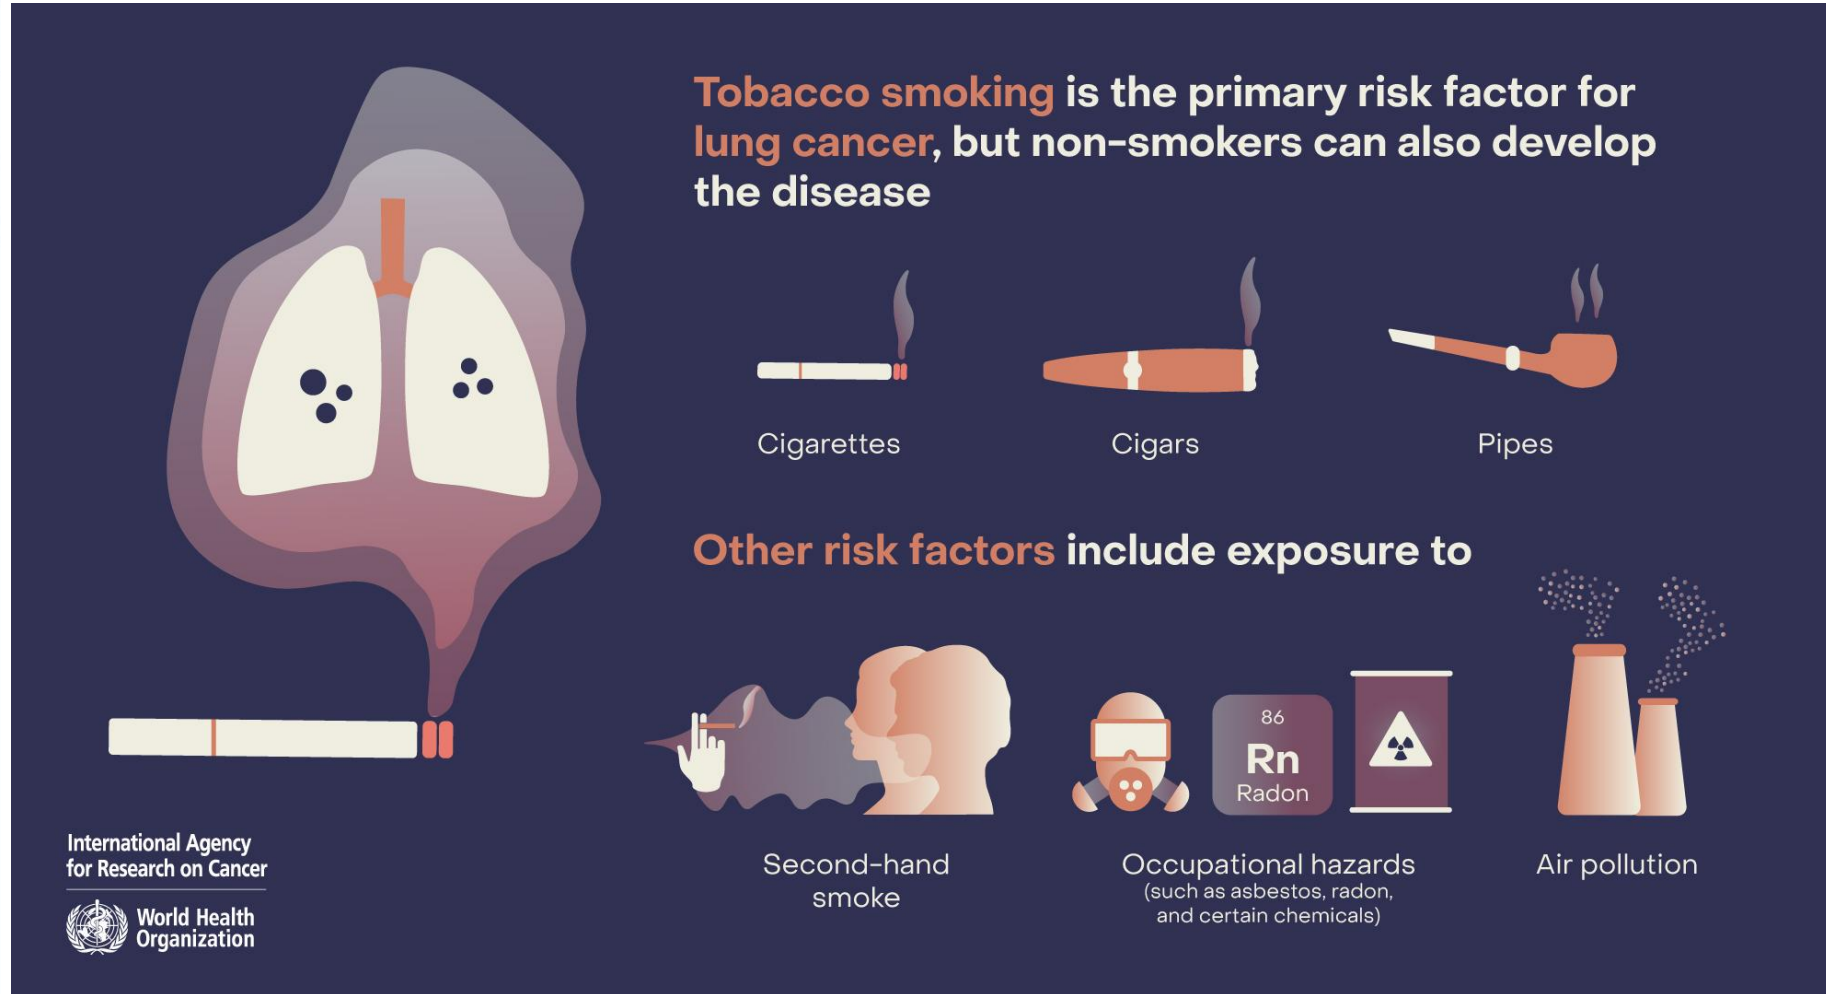 Tobacco smoking is the primary risk factor for
lung cancer, but non-smokers can also develop
the disease
Cigarettes
Cigars
Pipes
Other risk factors include exposure to
86
Rn
Radon
Second-hand
smoke
Occupational hazards
(such as asbestos, radon,
and certain chemicals)
Air pollution
International Agency
for Research on Cancer
World Health
Organization